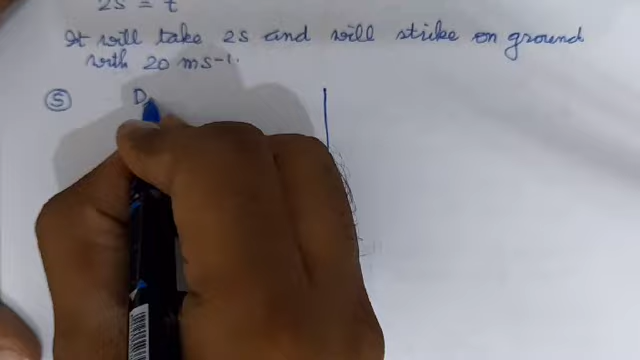 2s = t
It will take 2s and will strike on ground
with 20 ms-1.
5 D